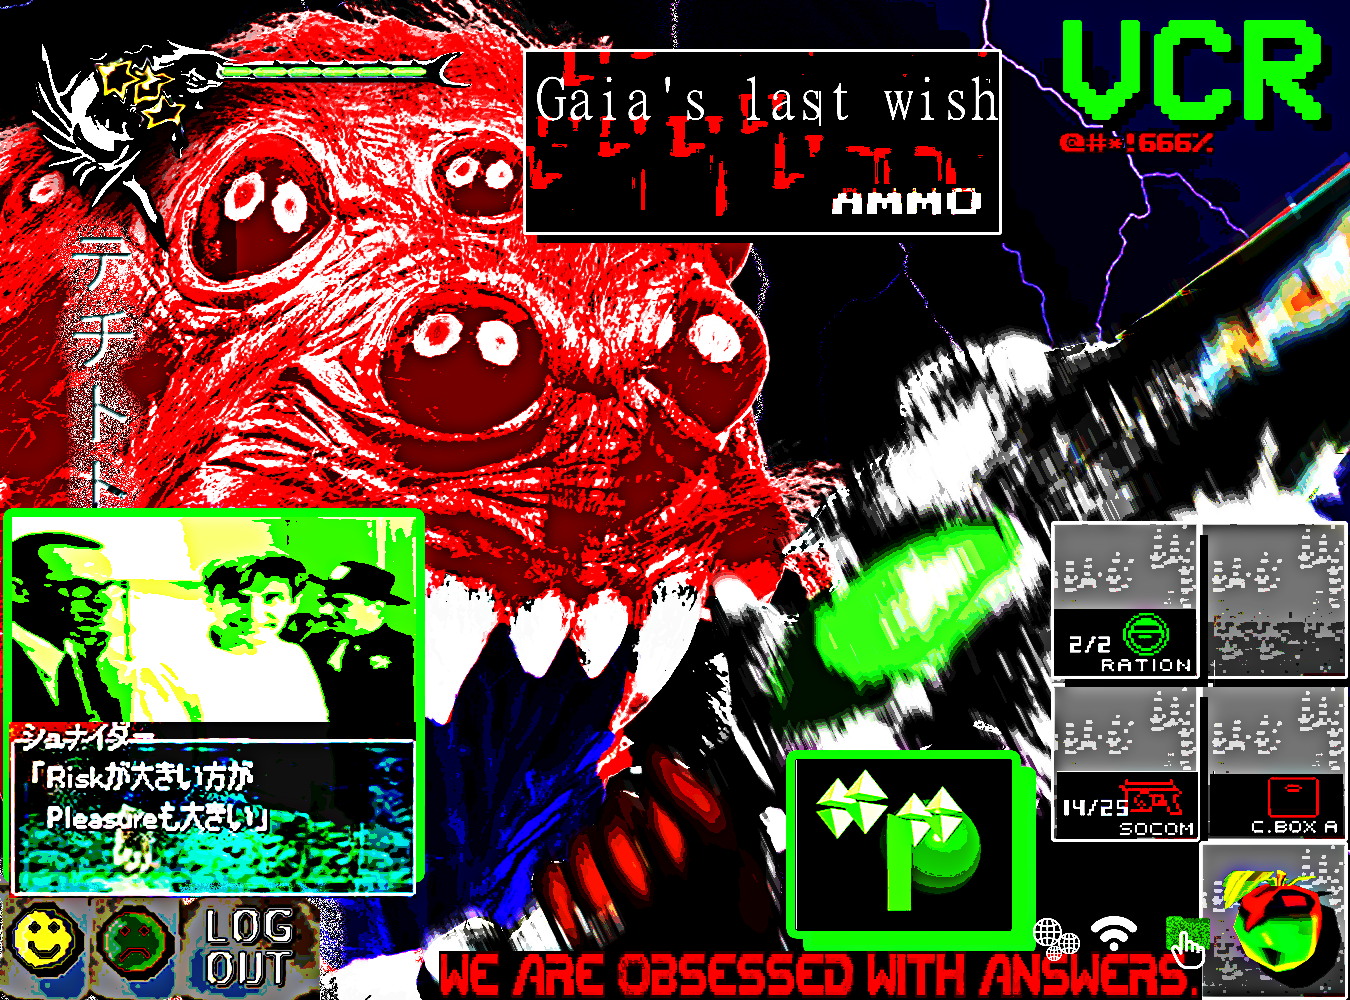 VCR
@#*!666%
Gaia's last wish
AMMO
テチトト
2/2
RATION
シュナイダー
「Riskが大きい方が
Pleasureも大きい」
14/25
SOCOM
C.BOX A
LOG
OUT
WE ARE OBSESSED WITH ANSWERS.